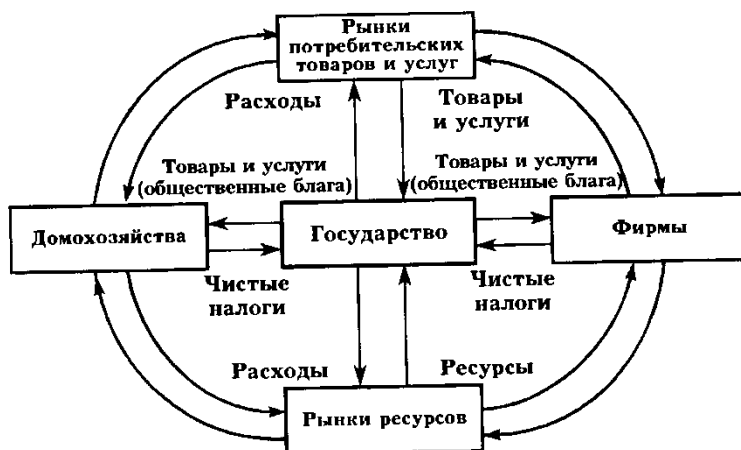 Рынки
потребительских
товаров и услуг
Расходы
Товары
и услуги
Товары и услуги
(общественные блага)
Товары и услуги
(общественные блага)
Домохозяйства
Государство
Фирмы
Чистые
налоги
Чистые
налоги
Расходы
Ресурсы
Рынки ресурсов